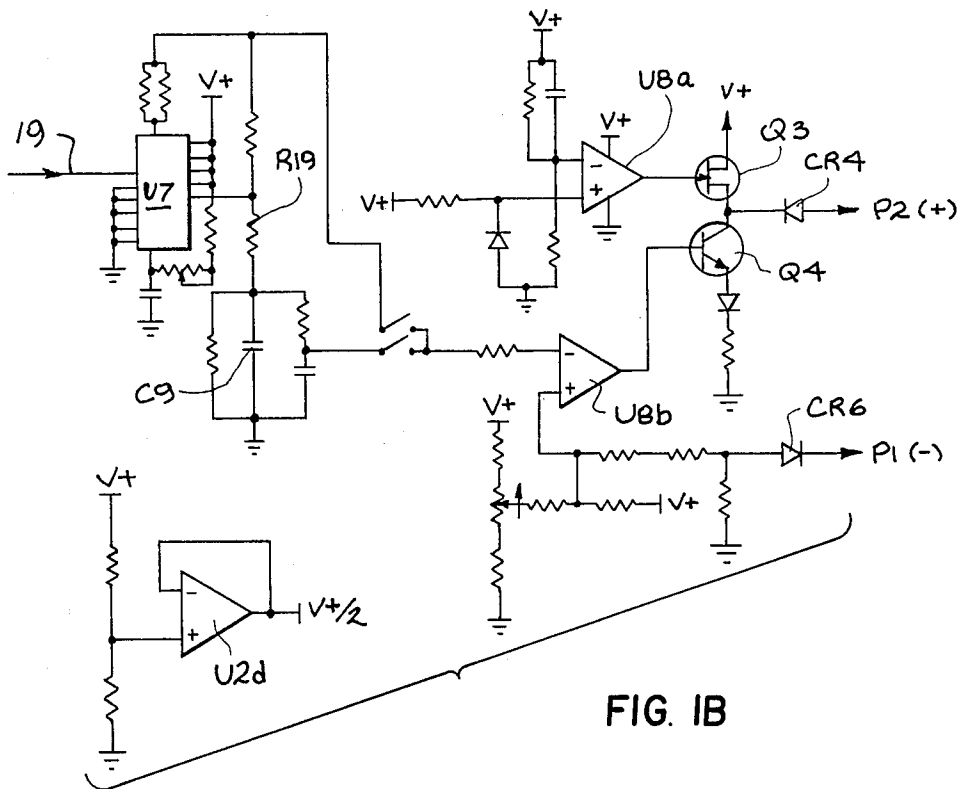 V+
U8a
V+
V+
V+
Q3
19
CR4
R19
U7
-
+
V+
P2 (+)
Q4
C9
-
+
U8b
V+
CR6
P1 (-)
V+
V+
-
+
V+/2
U2d
FIG. 1B